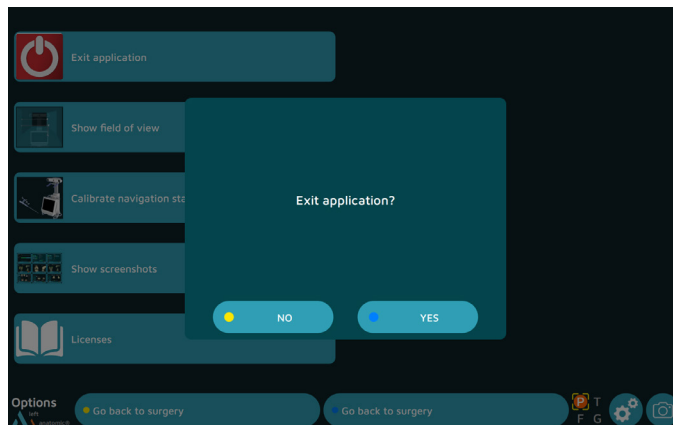 Exit application
Show field of view
Calibrate navigation sta
Exit application?
Show screenshots
NO
YES
Licenses
Options
left
Go back to surgery
Go back to surgery
P T
F G